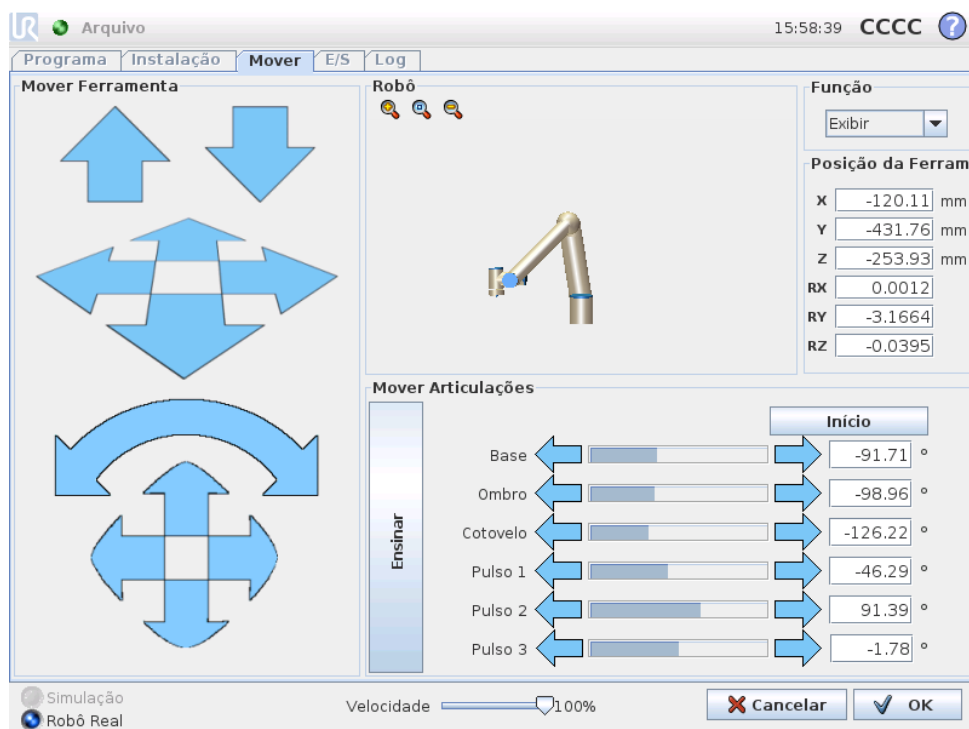 UR Arquivo 15:58:39 CCCC ?
Programa Instalação Mover E/S Log
Mover Ferramenta
Robô
Função
Exibir
Posição da Ferram
X -120.11 mm
Y -431.76 mm
Z -253.93 mm
RX 0.0012
RY -3.1664
RZ -0.0395
Mover Articulações
Ensinar
Início
Base -91.71 °
Ombro -98.96 °
Cotovelo -126.22 °
Pulso 1 -46.29 °
Pulso 2 91.39 °
Pulso 3 -1.78 °
Simulação
Robô Real
Velocidade 100%
Cancelar
OK